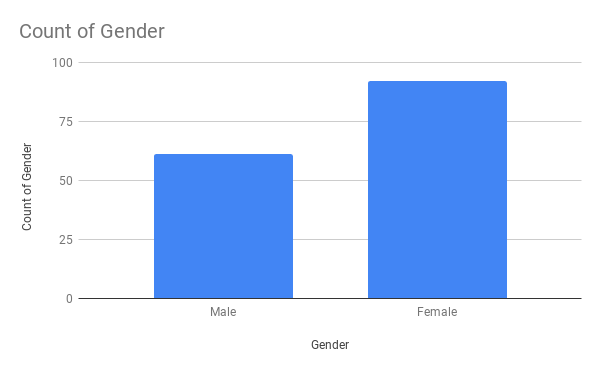 Count of Gender
Count of Gender
100
75
50
25
0
Male
Female
Gender